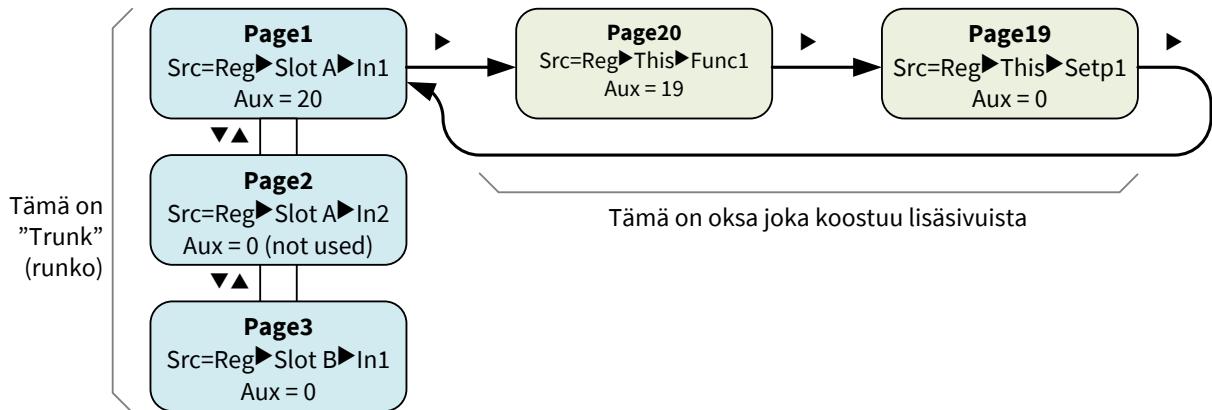 Page1
Src=Reg▶Slot A▶In1
Aux = 20
▶
Page20
Src=Reg▶This▶Func1
Aux = 19
▶
Page19
Src=Reg▶This▶Setp1
Aux = 0
▶
▼▲
Page2
Src=Reg▶Slot A▶In2
Aux = 0 (not used)
▼▲
Page3
Src=Reg▶Slot B▶In1
Aux = 0
Tämä on
”Trunk”
(runko)
Tämä on oksa joka koostuu lisäsivuista